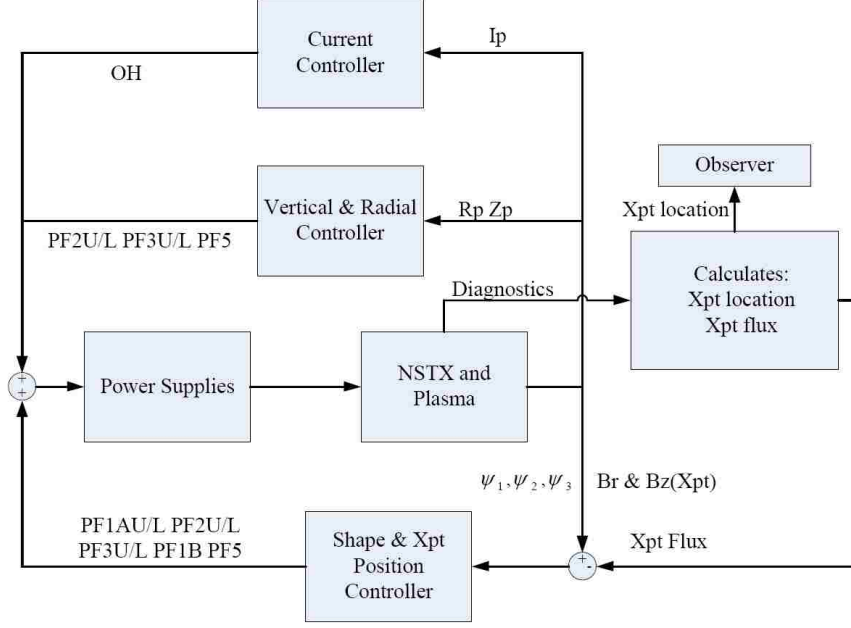 Current
Controller
Ip
OH
Observer
Xpt location
Vertical & Radial
Controller
Rp Zp
PF2U/L PF3U/L PF5
Calculates:
Xpt location
Xpt flux
Diagnostics
+
+
Power Supplies
NSTX and
Plasma
ψ1,ψ2,ψ3
Br & Bz(Xpt)
PF1AU/L PF2U/L
PF3U/L PF1B PF5
Shape & Xpt
Position
Controller
Xpt Flux
+
-